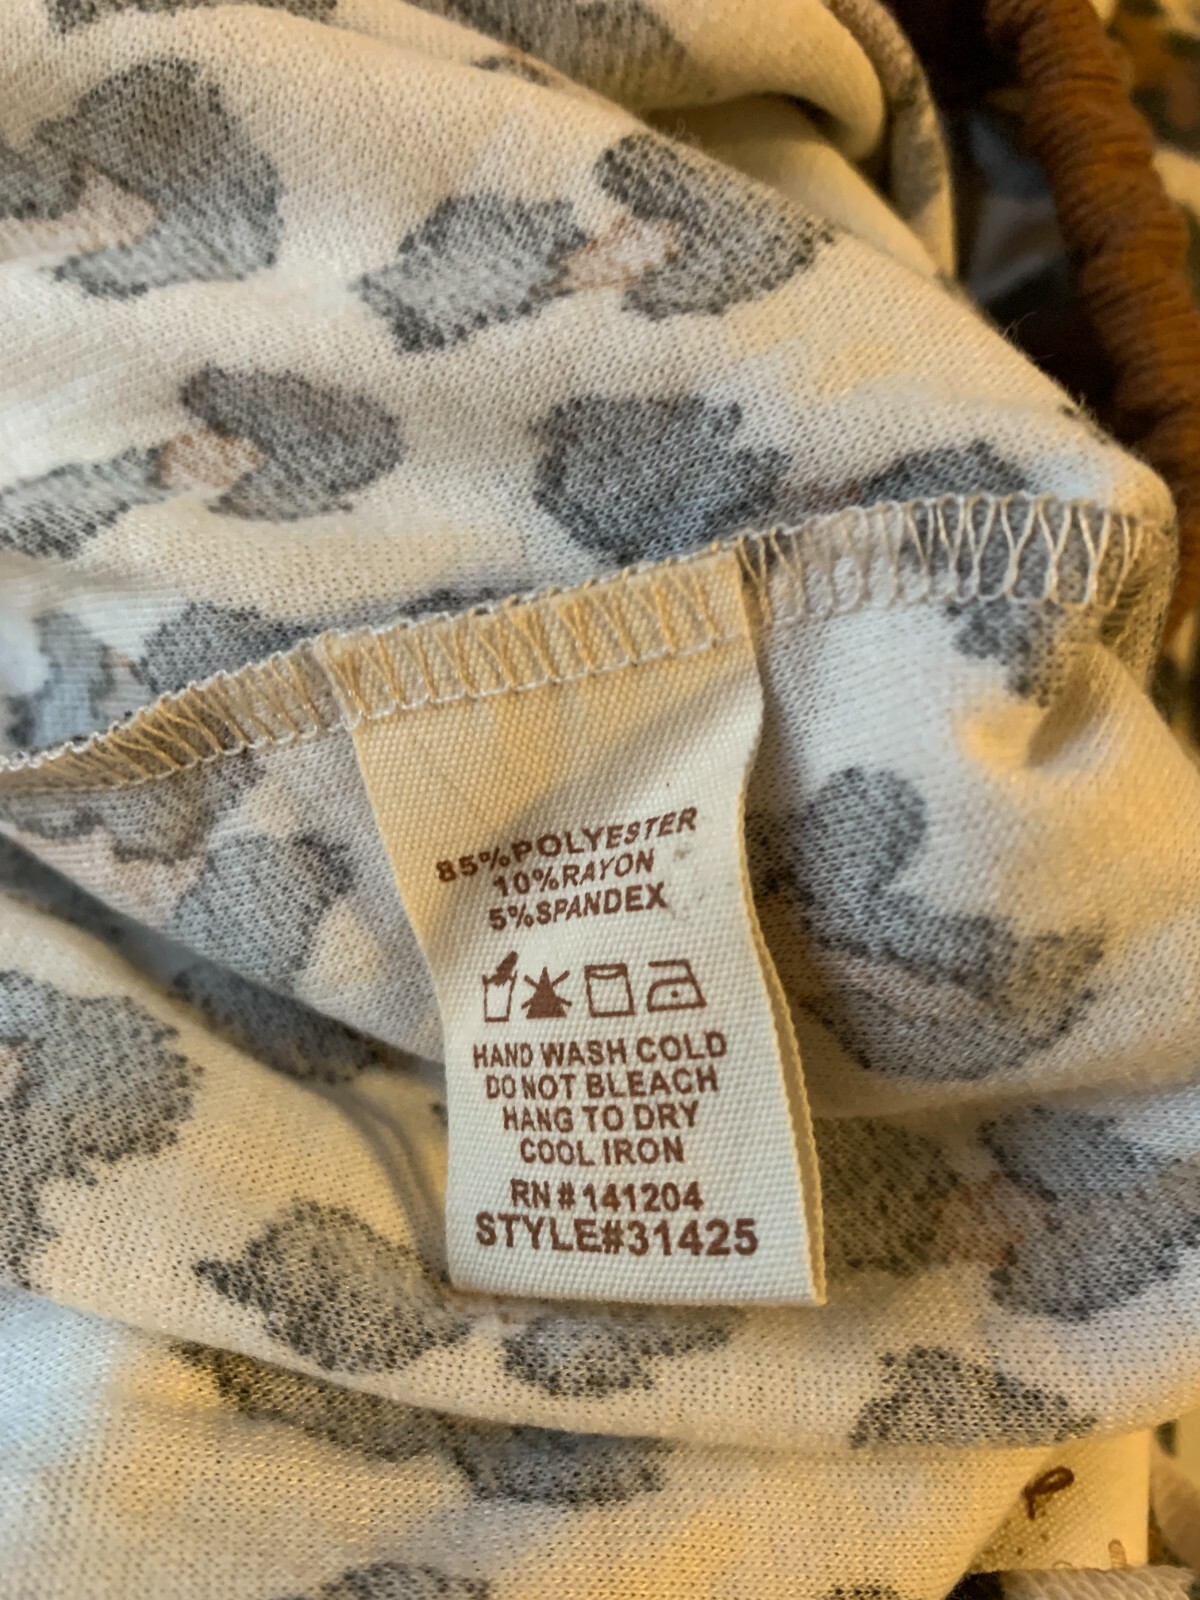 85%POLYESTER
10%RAYON
5%SPANDEX
HAND WASH COLD
DO NOT BLEACH
HANG TO DRY
COOL IRON
RN#141204
STYLE#31425
P